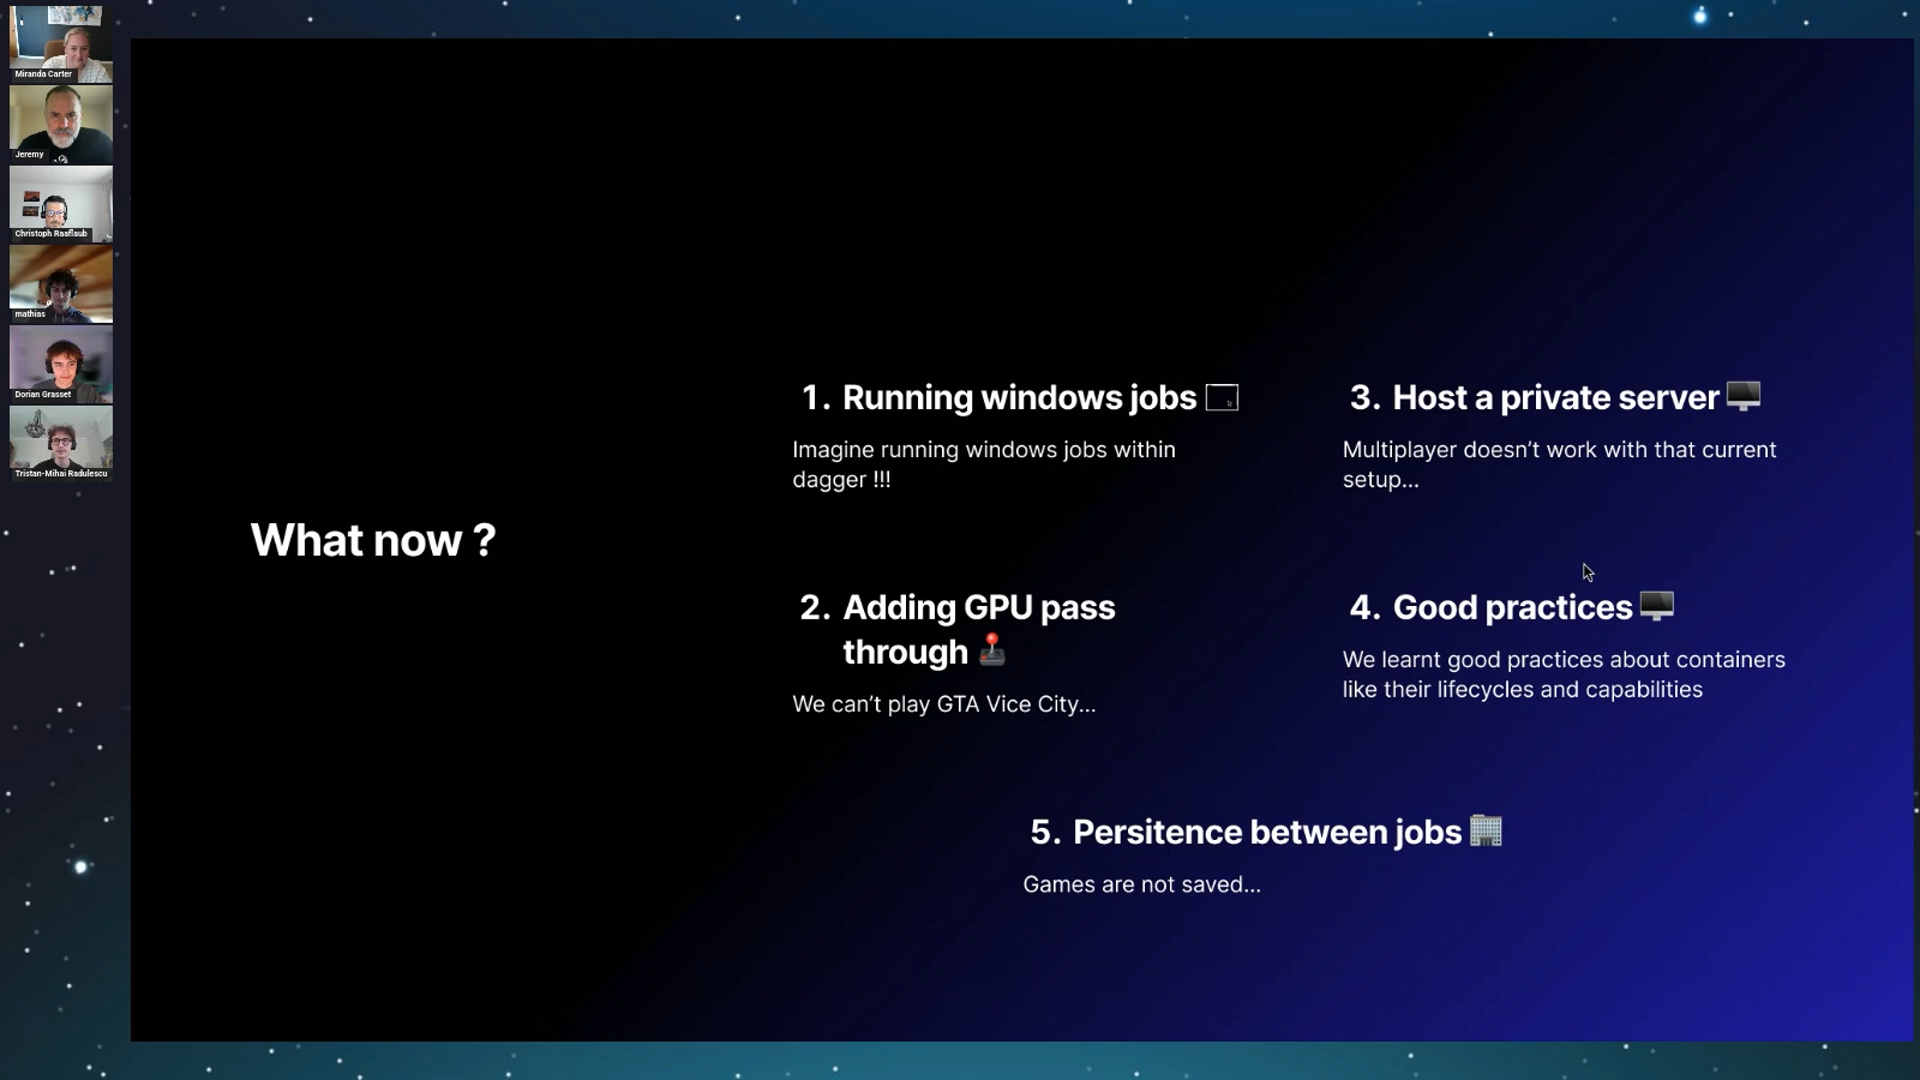 Miranda Carter
Jeremy
Christoph Raaflaub
mathias
Dorian Grasset
Tristan-Mihai Radulescu
What now ?
1. Running windows jobs
Imagine running windows jobs within
dagger !!!
2. Adding GPU pass
through 🕹️
We can’t play GTA Vice City...
3. Host a private server 🖥️
Multiplayer doesn’t work with that current
setup...
4. Good practices 🖥️
We learnt good practices about containers
like their lifecycles and capabilities
5. Persitence between jobs 🏢
Games are not saved...